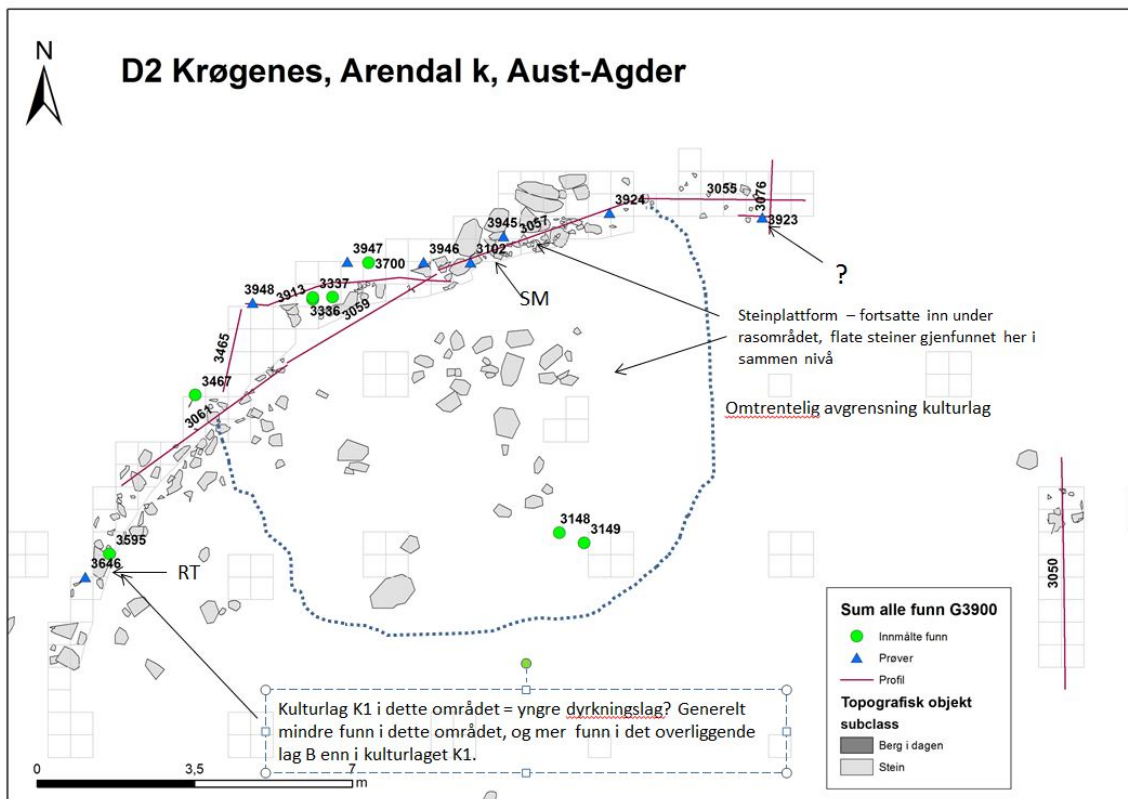 N
D2 Krøgenes, Arendal k, Aust-Agder
3055
3076
3924
3923
3945
3057
3947
3946
3102
3700
3948
3913
3337
3336
3059
?
SM
3465
Steinplattform – fortsatte inn under
rasområdet, flate steiner gjenfunnet her i
sammen nivå
3467
3061
Omtrentelig avgrensning kulturlag
3148
3149
3595
3646
RT
3050
Kulturlag K1 i dette området = yngre dyrkningslag? Generelt
mindre funn i dette området, og mer funn i det overliggende
lag B enn i kulturlaget K1.
0 3,5 7
m
Sum alle funn G3900
Innmålte funn
Prøver
Profil
Topografisk objekt
subclass
Berg i dagen
Stein